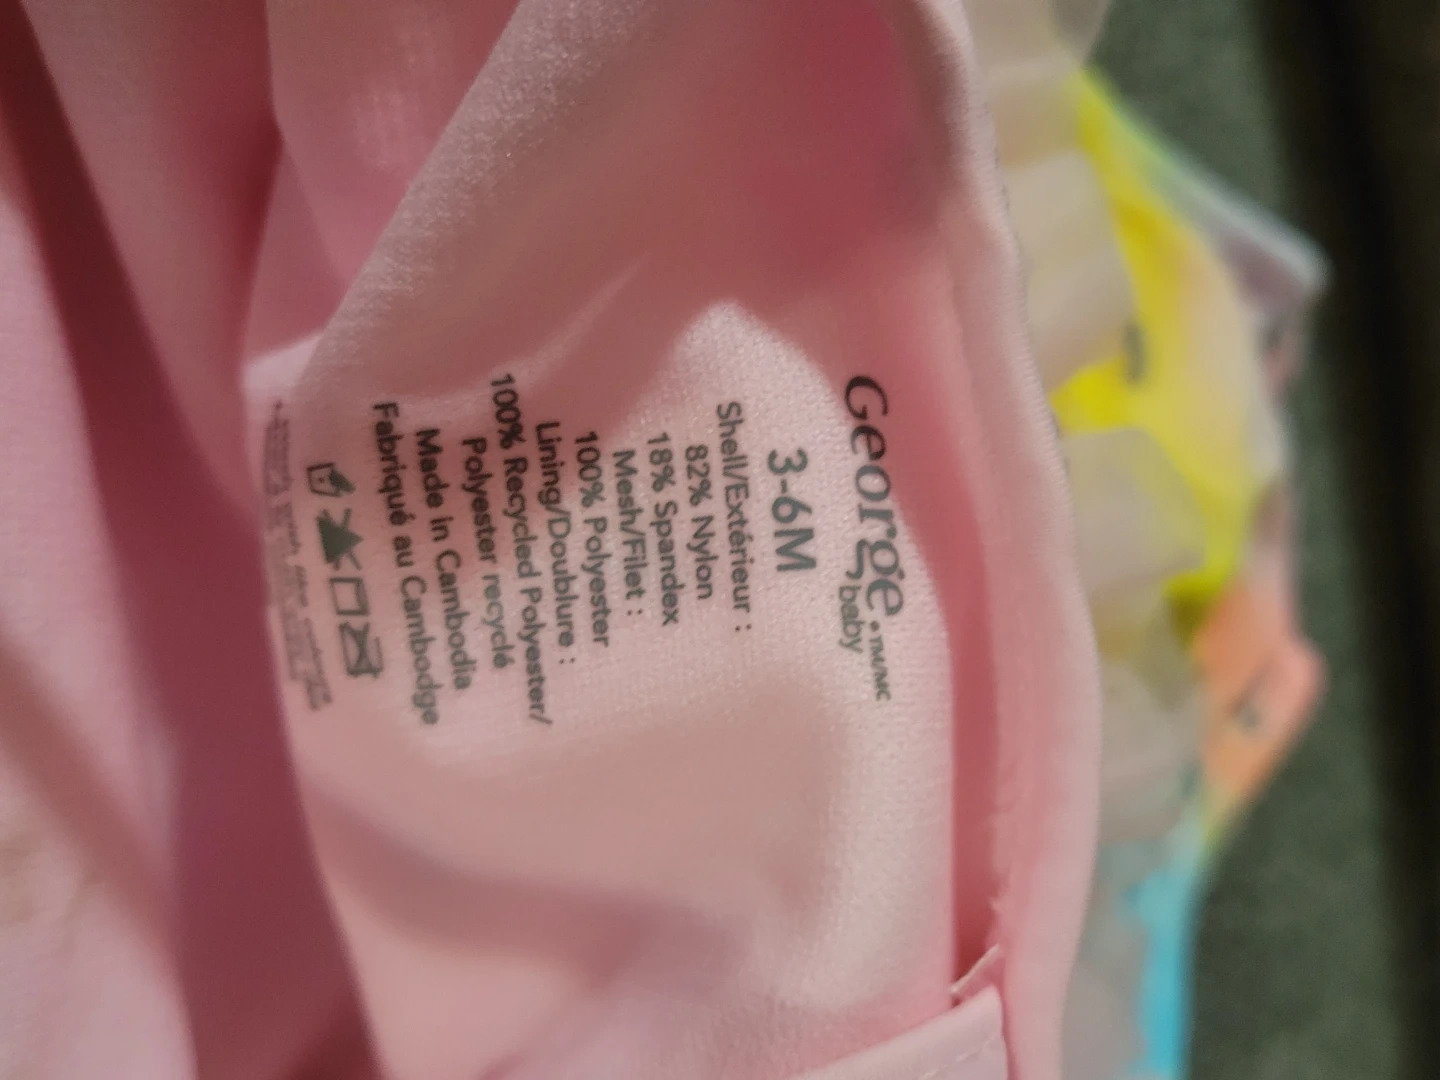 George.™/MC
baby
3-6M
Shell/Extérieur :
82% Nylon
18% Spandex
Mesh/Filet :
100% Polyester
Lining/Doublure :
100% Recycled Polyester/
Polyester recyclé
Made in Cambodia
Fabriqué au Cambodge